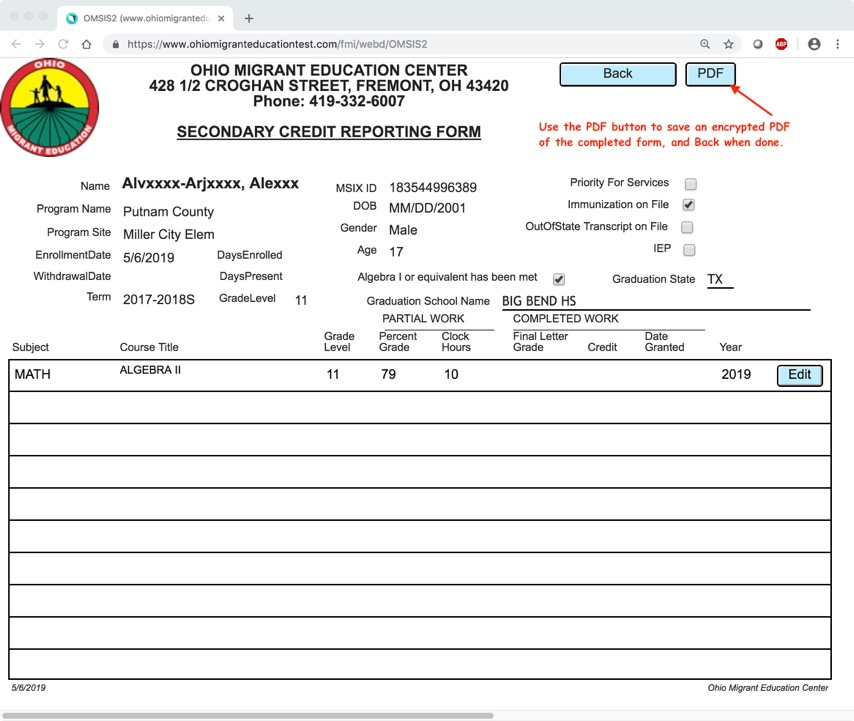 OMSIS2 (www.ohiomigrantedu
https://www.ohiomigranteducationtest.com/fmi/webd/OMSIS2
ABP
OHIO
MIGRANT EDUCATION
OHIO MIGRANT EDUCATION CENTER
428 1/2 CROGHAN STREET, FREMONT, OH 43420
Phone: 419-332-6007
SECONDARY CREDIT REPORTING FORM
Back PDF
Use the PDF button to save an encrypted PDF
of the completed form, and Back when done.
Name Alvxxxx-Arjxxxx, Alexxx MSIX ID 183544996389 Priority For Services
Program Name Putnam County DOB MM/DD/2001 Immunization on File
Program Site Miller City Elem Gender Male OutOfState Transcript on File
EnrollmentDate 5/6/2019 DaysEnrolled Age 17 IEP
WithdrawalDate DaysPresent Algebra I or equivalent has been met Graduation State TX
Term 2017-2018S GradeLevel 11 Graduation School Name BIG BEND HS
PARTIAL WORK COMPLETED WORK
Grade Percent Clock Final Letter Date
Subject Course Title Level Grade Hours Grade Credit Granted Year
MATH ALGEBRA II 11 79 10 2019 Edit
5/6/2019 Ohio Migrant Education Center